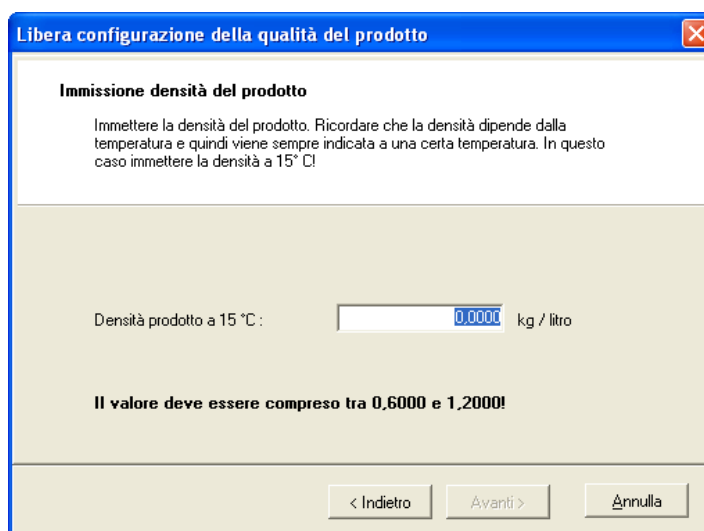 Libera configurazione della qualità del prodotto
Immissione densità del prodotto
Immettere la densità del prodotto. Ricordare che la densità dipende dalla
temperatura e quindi viene sempre indicata a una certa temperatura. In questo
caso immettere la densità a 15° C!
Densità prodotto a 15 °C : 0,0000 kg / litro
Il valore deve essere compreso tra 0,6000 e 1,2000!
< Indietro Avanti > Annulla